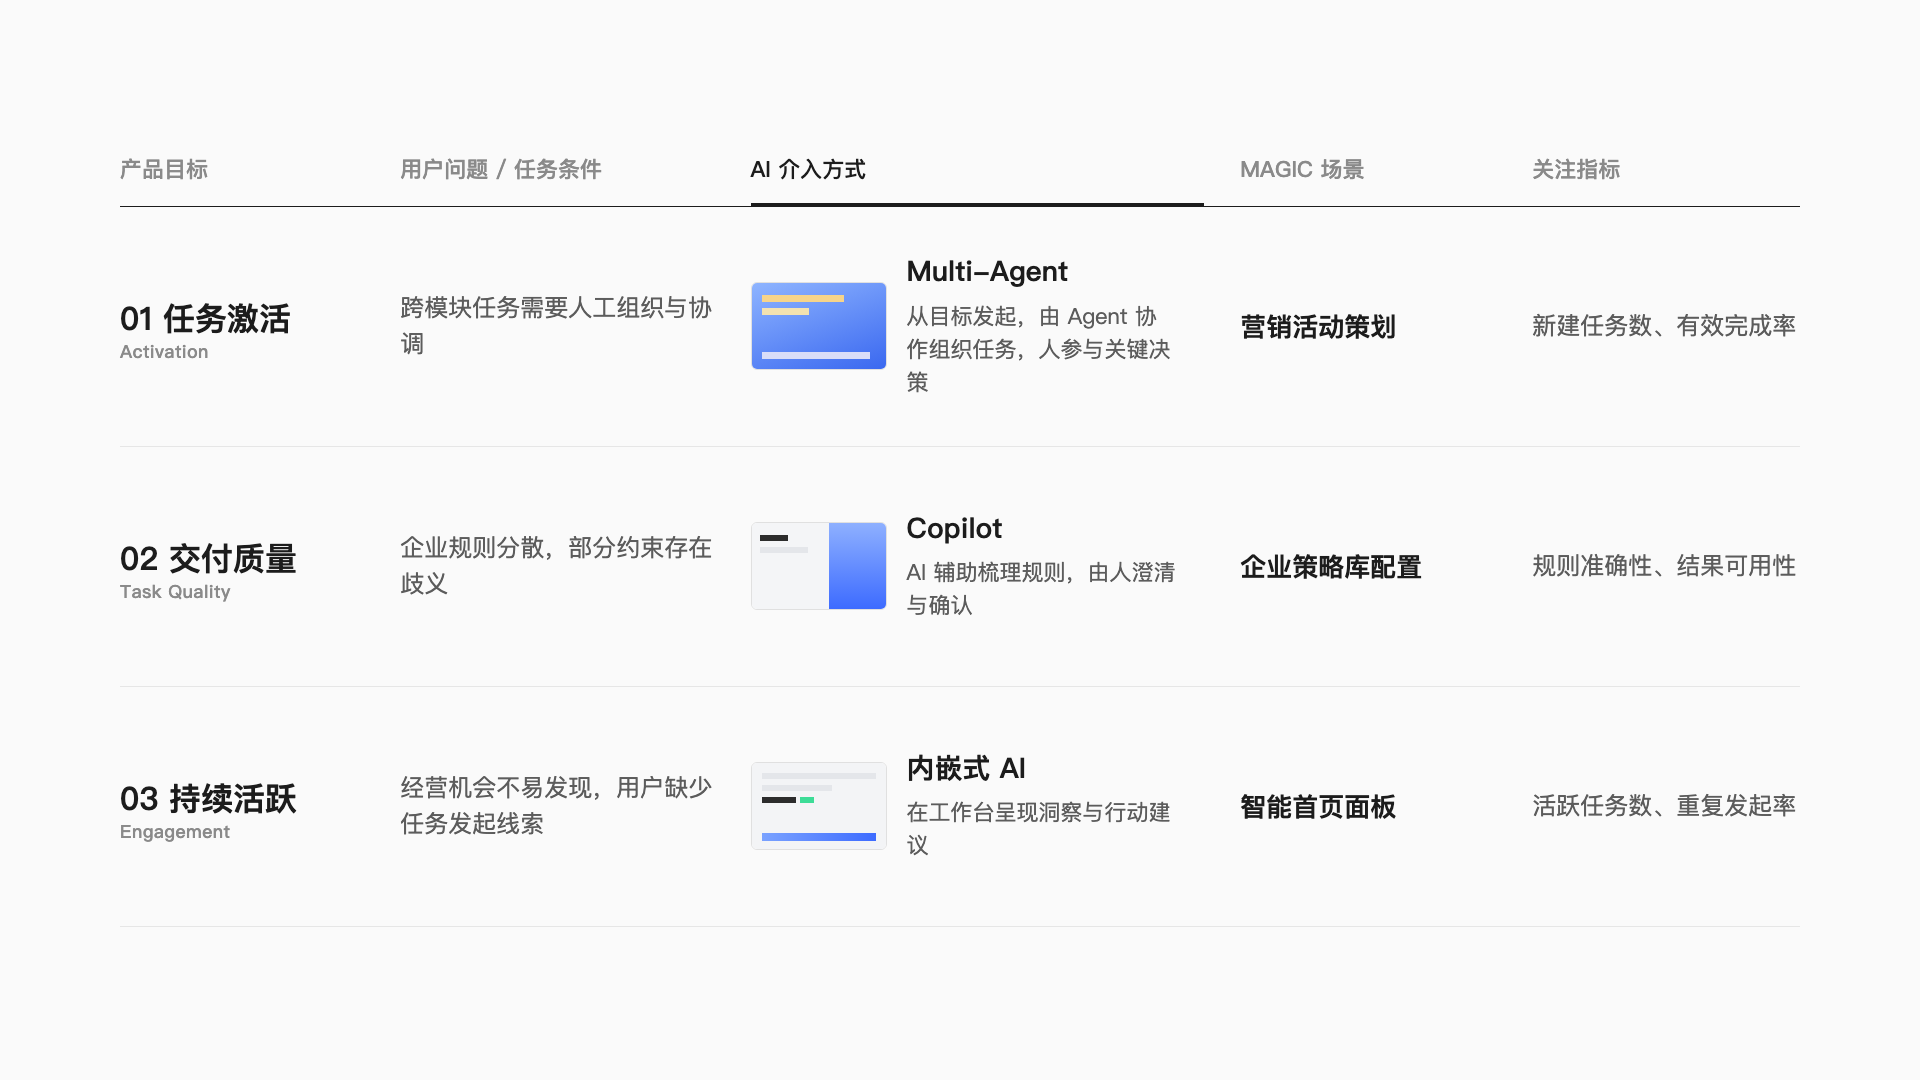 产品目标
用户问题 / 任务条件
AI 介入方式
MAGIC 场景
关注指标
01 任务激活
Activation
跨模块任务需要人工组织与协
调
Multi–Agent
从目标发起，由 Agent 协
作组织任务，人参与关键决
策
营销活动策划
新建任务数、有效完成率
02 交付质量
Task Quality
企业规则分散，部分约束存在
歧义
Copilot
AI 辅助梳理规则，由人澄清
与确认
企业策略库配置
规则准确性、结果可用性
03 持续活跃
Engagement
经营机会不易发现，用户缺少
任务发起线索
内嵌式 AI
在工作台呈现洞察与行动建
议
智能首页面板
活跃任务数、重复发起率